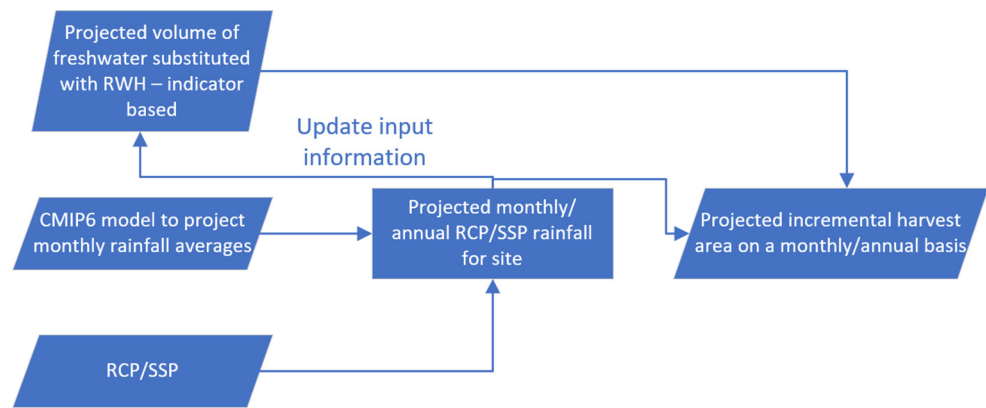 Projected volume of
freshwater substituted
with RWH – indicator
based
Update input
information
CMIP6 model to project
monthly rainfall averages
Projected monthly/
annual RCP/SSP rainfall
for site
Projected incremental harvest
area on a monthly/annual basis
RCP/SSP